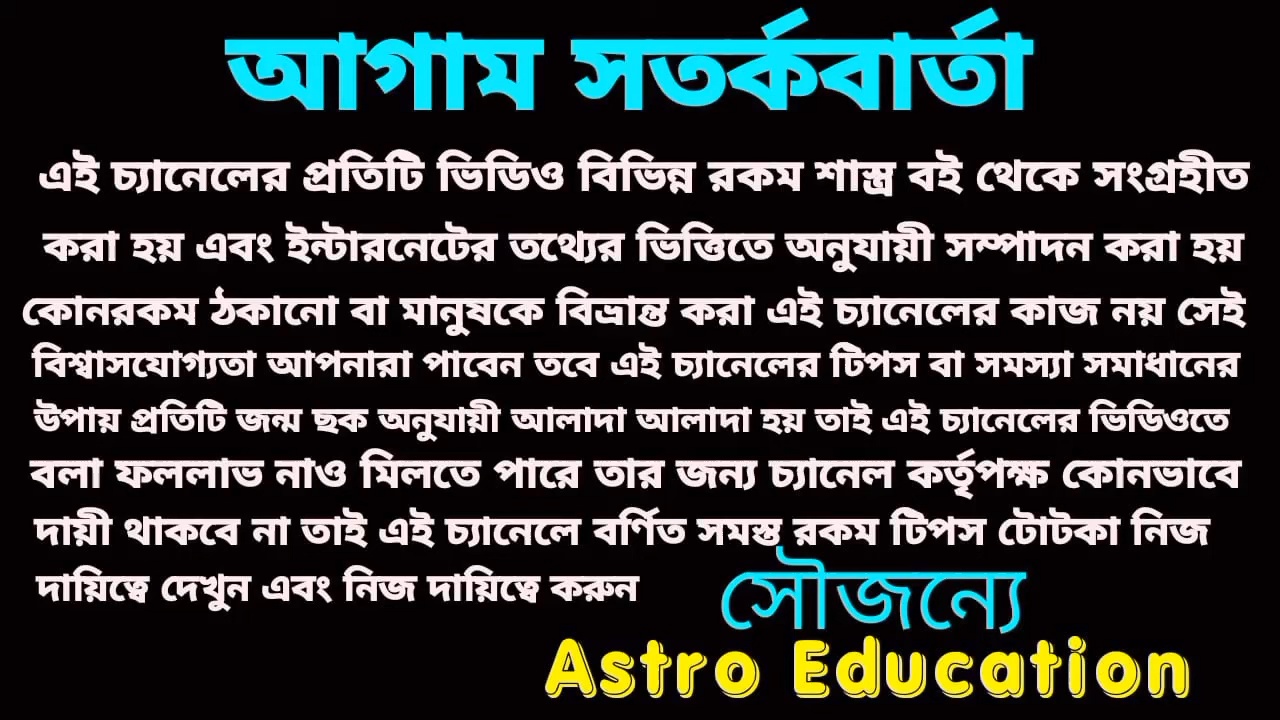 আগাম সতর্কবার্তা
এই চ্যানেলের প্রতিটি ভিডিও বিভিন্ন রকম শাস্ত্র বই থেকে সংগ্রহীত
করা হয় এবং ইন্টারনেটের তথ্যের ভিত্তিতে অনুযায়ী সম্পাদন করা হয়
কোনরকম ঠকানো বা মানুষকে বিভ্রান্ত করা এই চ্যানেলের কাজ নয় সেই
বিশ্বাসযোগ্যতা আপনারা পাবেন তবে এই চ্যানেলের টিপস বা সমস্যা সমাধানের
উপায় প্রতিটি জন্ম ছক অনুযায়ী আলাদা আলাদা হয় তাই এই চ্যানেলের ভিডিওতে
বলা ফললাভ নাও মিলতে পারে তার জন্য চ্যানেল কর্তৃপক্ষ কোনভাবে
দায়ী থাকবে না তাই এই চ্যানেলে বর্ণিত সমস্ত রকম টিপস টোটকা নিজ
দায়িত্বে দেখুন এবং নিজ দায়িত্বে করুন
সৌজন্যে
Astro Education